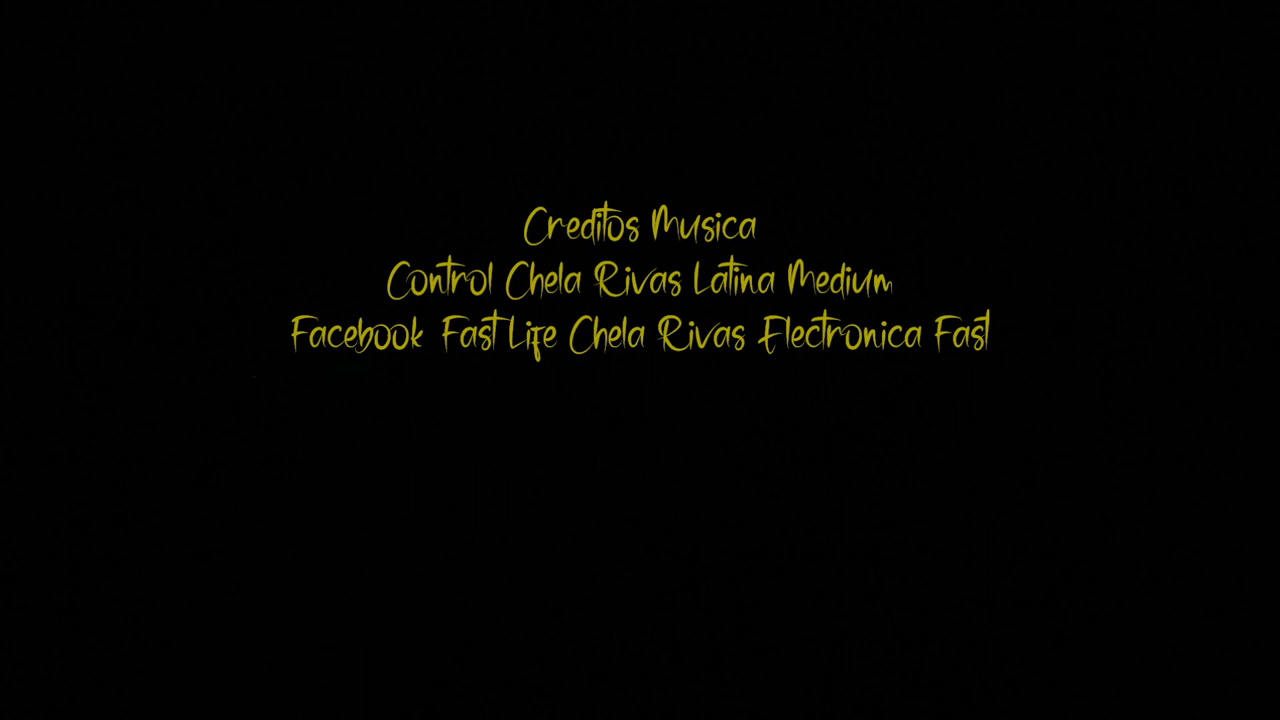 Creditos Musica
Control Chela Rivas Latina Medium
Facebook Fast Life Chela Rivas Electronica Fast